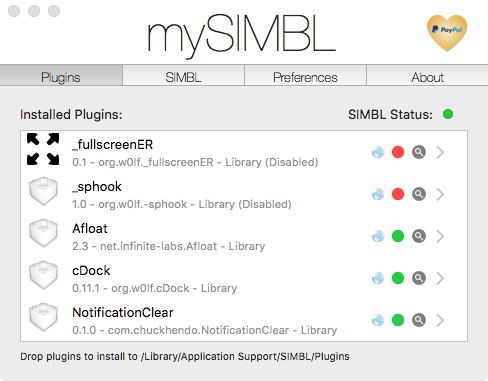 mySIMBL
PayPal
Plugins
SIMBL
Preferences
About
Installed Plugins:
SIMBL Status:
_fullscreenER
0.1 - org.w0lf._fullscreenER - Library (Disabled)
_sphook
1.0 - org.w0lf.-sphook - Library (Disabled)
Afloat
2.3 - net.infinite-labs.Afloat - Library
cDock
0.11.1 - org.w0lf.cDock - Library
NotificationClear
0.1.0 - com.chuckhendo.NotificationClear - Library
Drop plugins to install to /Library/Application Support/SIMBL/Plugins